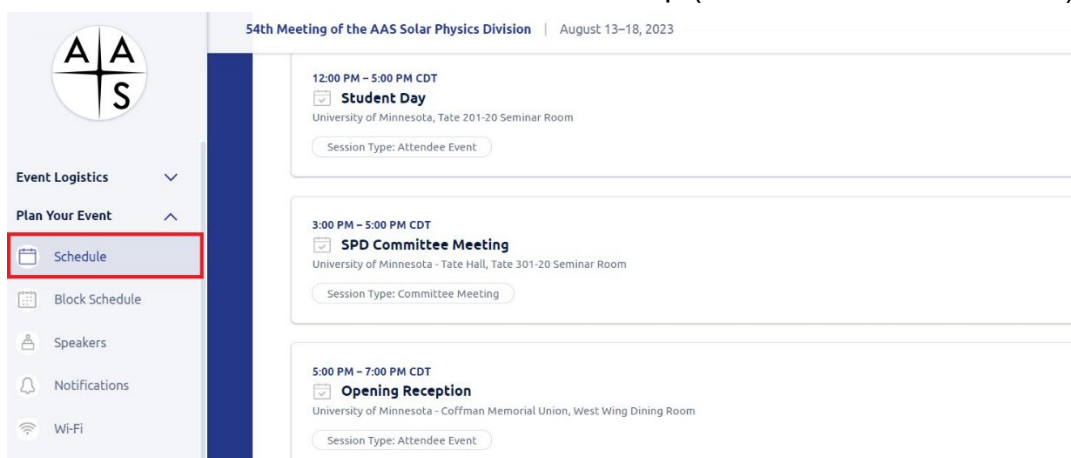 54th Meeting of the AAS Solar Physics Division | August 13–18, 2023
A A
S
Event Logistics
Plan Your Event
Schedule
Block Schedule
Speakers
Notifications
Wi-Fi
12:00 PM – 5:00 PM CDT
Student Day
University of Minnesota, Tate 201-20 Seminar Room
Session Type: Attendee Event
3:00 PM – 5:00 PM CDT
SPD Committee Meeting
University of Minnesota - Tate Hall, Tate 301-20 Seminar Room
Session Type: Committee Meeting
5:00 PM – 7:00 PM CDT
Opening Reception
University of Minnesota - Coffman Memorial Union, West Wing Dining Room
Session Type: Attendee Event